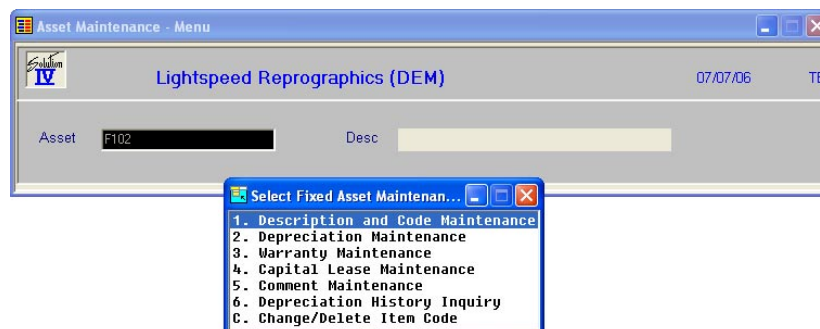 Asset Maintenance - Menu
Solution IV
Lightspeed Reprographics (DEM) 07/07/06
Asset F102 Desc
Select Fixed Asset Maintenan...
1. Description and Code Maintenance
2. Depreciation Maintenance
3. Warranty Maintenance
4. Capital Lease Maintenance
5. Comment Maintenance
6. Depreciation History Inquiry
C. Change/Delete Item Code